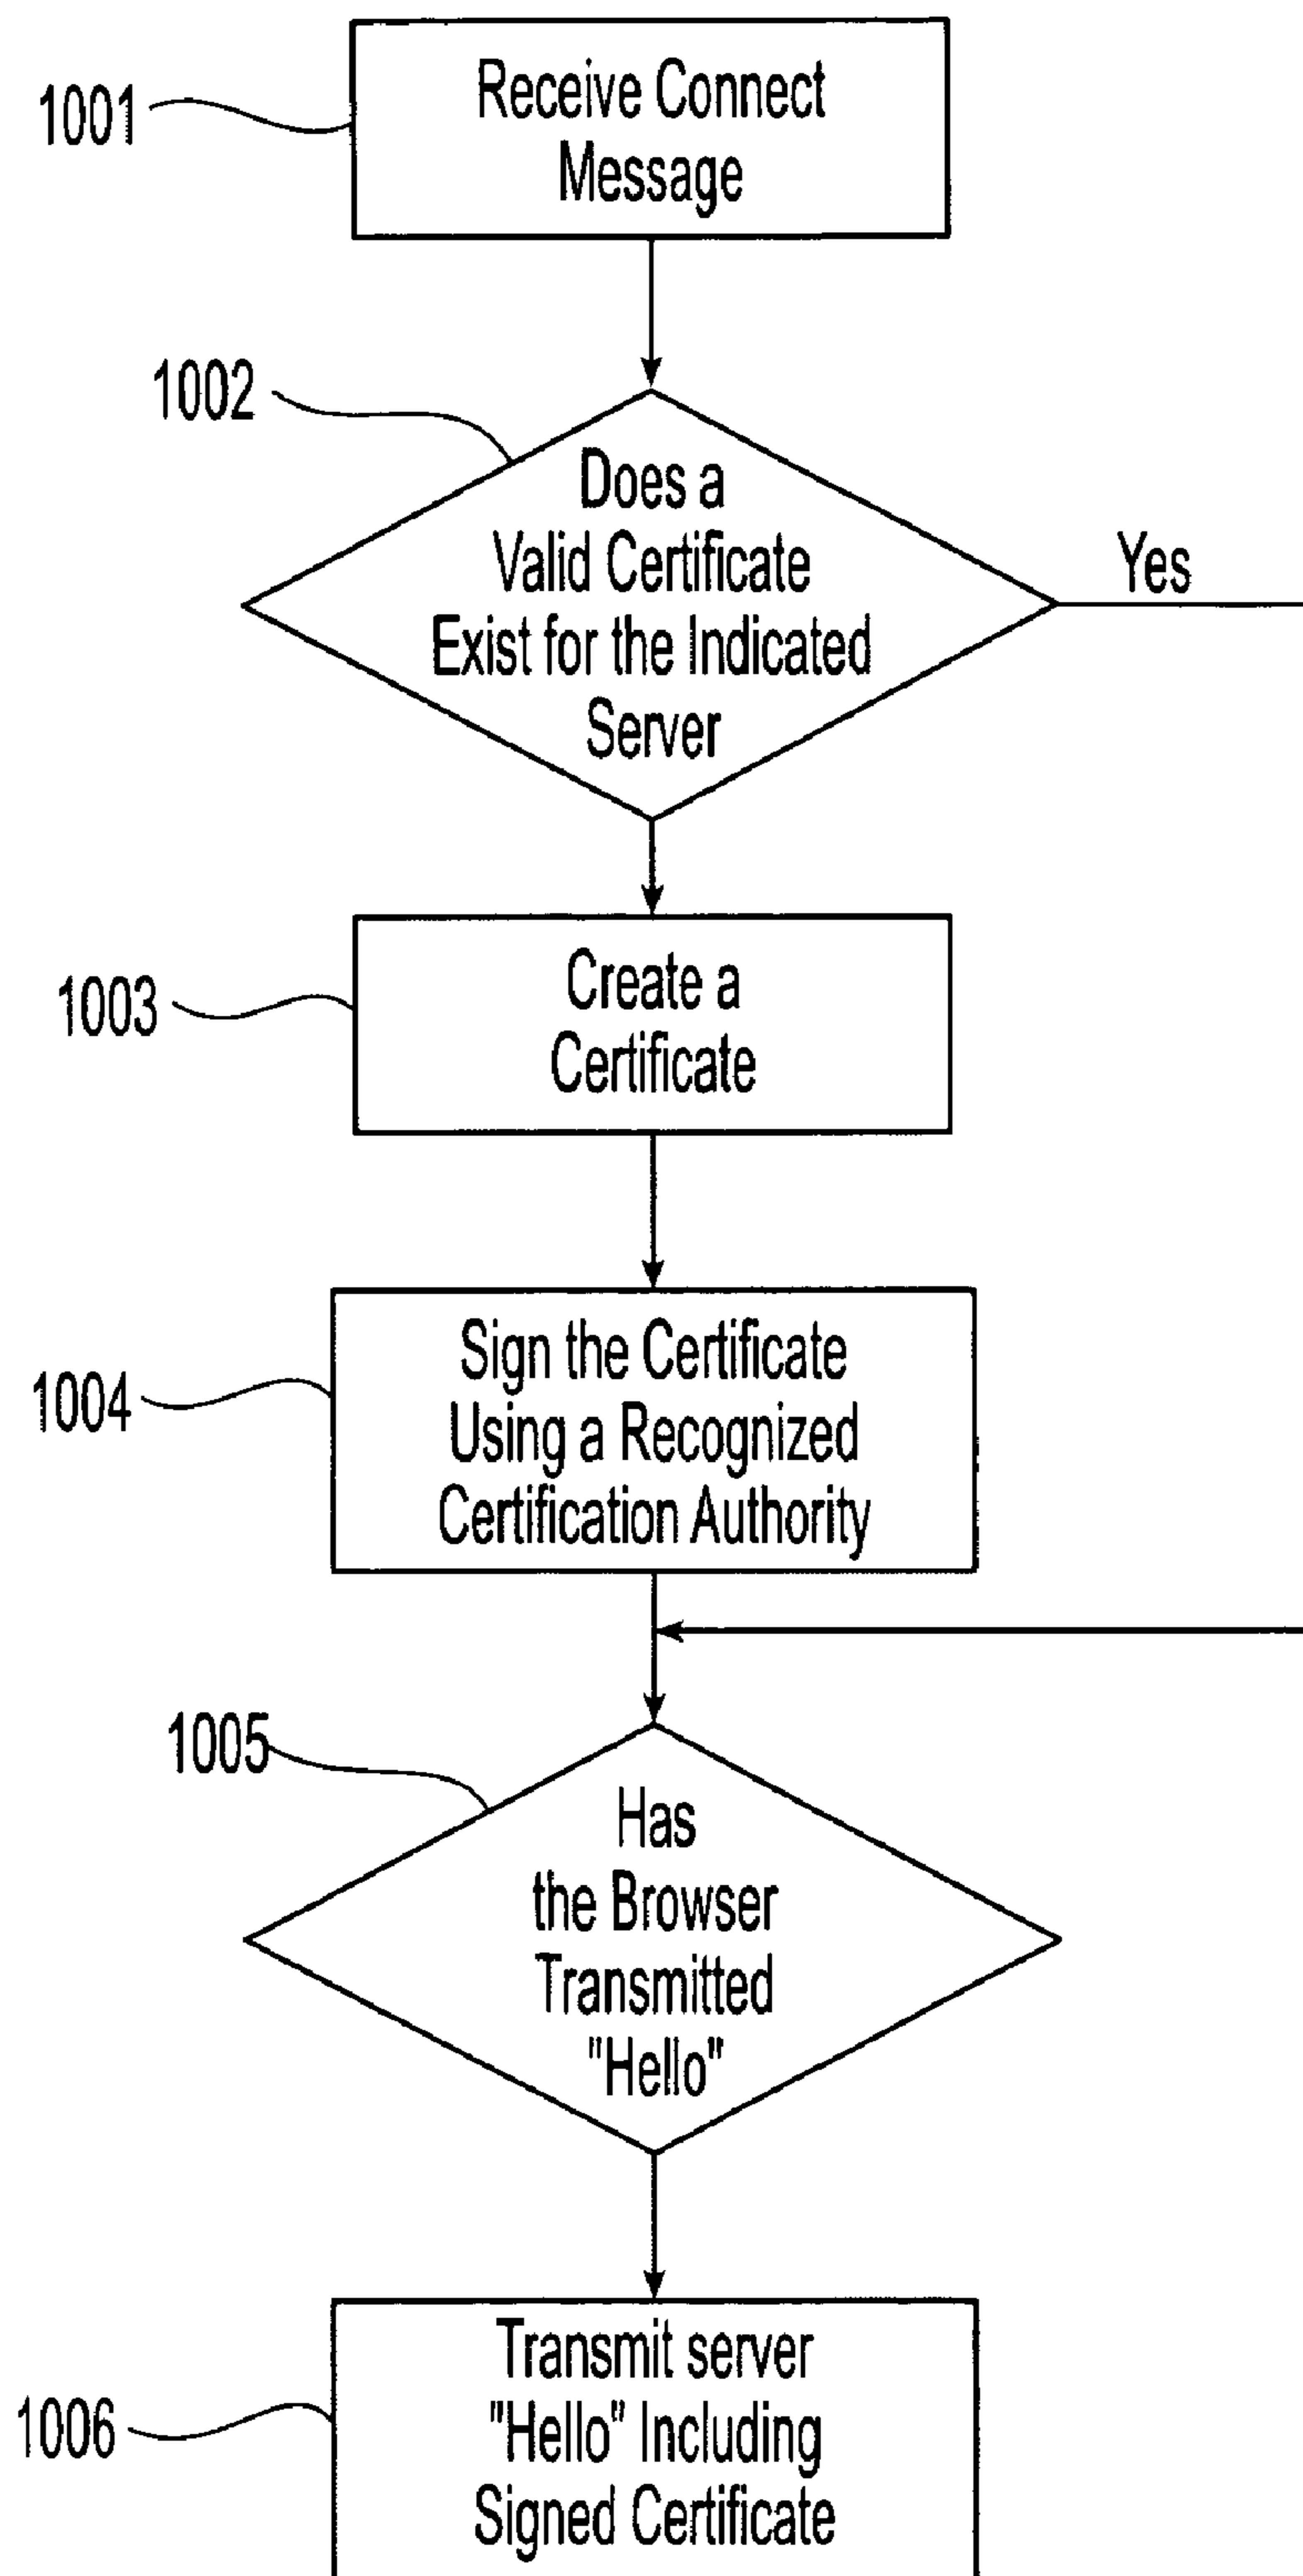 1001
Receive Connect
Message
1002
Does a
Valid Certificate
Exist for the Indicated
Server
Yes
1003
Create a
Certificate
1004
Sign the Certificate
Using a Recognized
Certification Authority
1005
Has
the Browser
Transmitted
"Hello"
1006
Transmit server
"Hello" Including
Signed Certificate